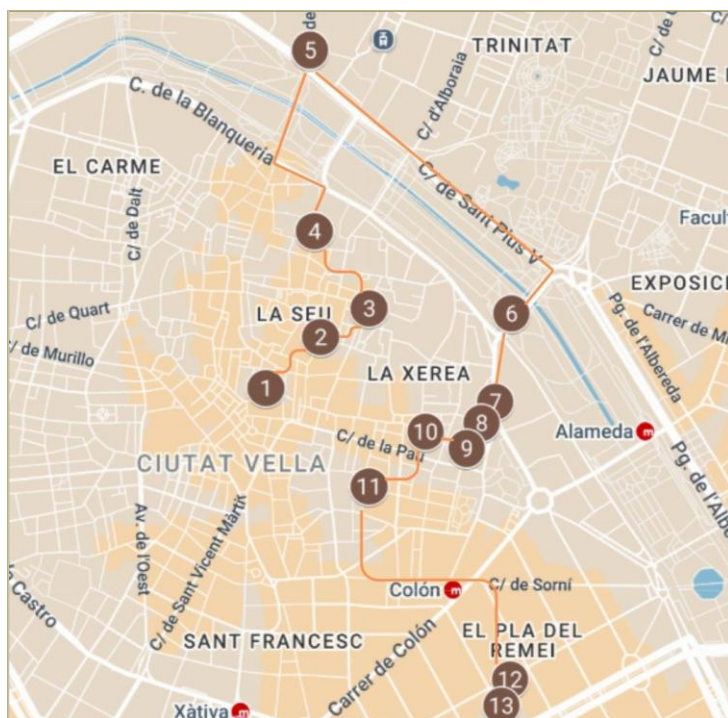 5
TRINITAT
C/ d'Alboraia
JAUME
C. de la Blanqueria
EL CARME
C/ de Dalt
C/ de Sant Pius V
4
Facul
EXPOSICI
3
6
C/ de Quart
LA SEU
2
Carrer de M
C/ de Murillo
Pg. de l'Albereda
LA XEREA
1
7
8
10
9
Alameda
m
C/ de la Pau
CIUTAT VELLA
Pg. de l'Albe
11
Av. de l'Oest
C/ de Sant Vicent Màrtir
Castro
Colón
m
C/ de Sorní
EL PLA DEL
REMEI
SANT FRANCESC
Carrer de Colón
12
13
Xàtiva
m